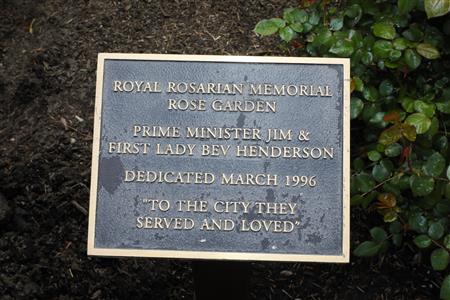 ROYAL ROSARIAN MEMORIAL
ROSE GARDEN
PRIME MINISTER JIM &
FIRST LADY BEV HENDERSON
DEDICATED MARCH 1996
"TO THE CITY THEY
SERVED AND LOVED"